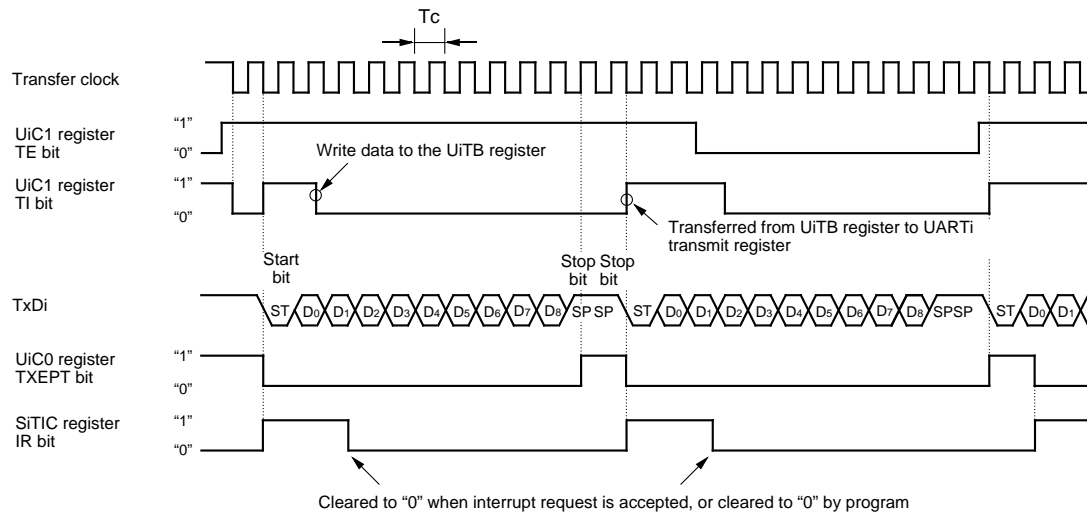 Tc
Transfer clock
UiC1 register
TE bit
“1”
“0”
Write data to the UiTB register
UiC1 register
TI bit
“1”
“0”
Transferred from UiTB register to UARTi
transmit register
Start
bit
Stop Stop
bit bit
TxDi
ST D0 D1 D2 D3 D4 D5 D6 D7 D8 SP SP ST D0 D1 D2 D3 D4 D5 D6 D7 D8 SPSP ST D0 D1
UiC0 register
TXEPT bit
“1”
“0”
SiTIC register
IR bit
“1”
“0”
Cleared to “0” when interrupt request is accepted, or cleared to “0” by program